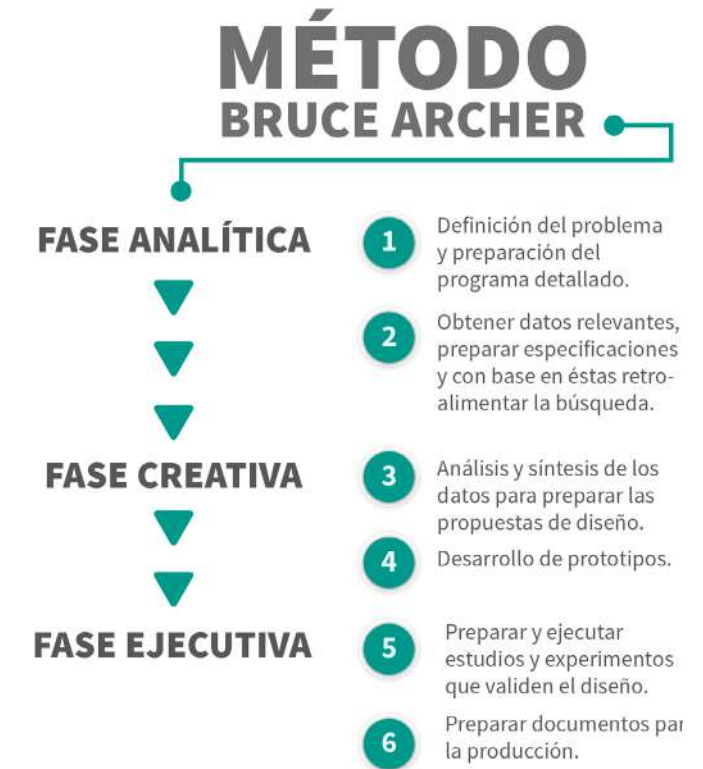 MÉTODO
BRUCE ARCHER
FASE ANALÍTICA
1
Definición del problema
y preparación del
programa detallado.
2
Obtener datos relevantes,
preparar especificaciones
y con base en éstas retro-
alimentar la búsqueda.
FASE CREATIVA
3
Análisis y síntesis de los
datos para preparar las
propuestas de diseño.
4
Desarrollo de prototipos.
FASE EJECUTIVA
5
Preparar y ejecutar
estudios y experimentos
que validen el diseño.
6
Preparar documentos par
la producción.